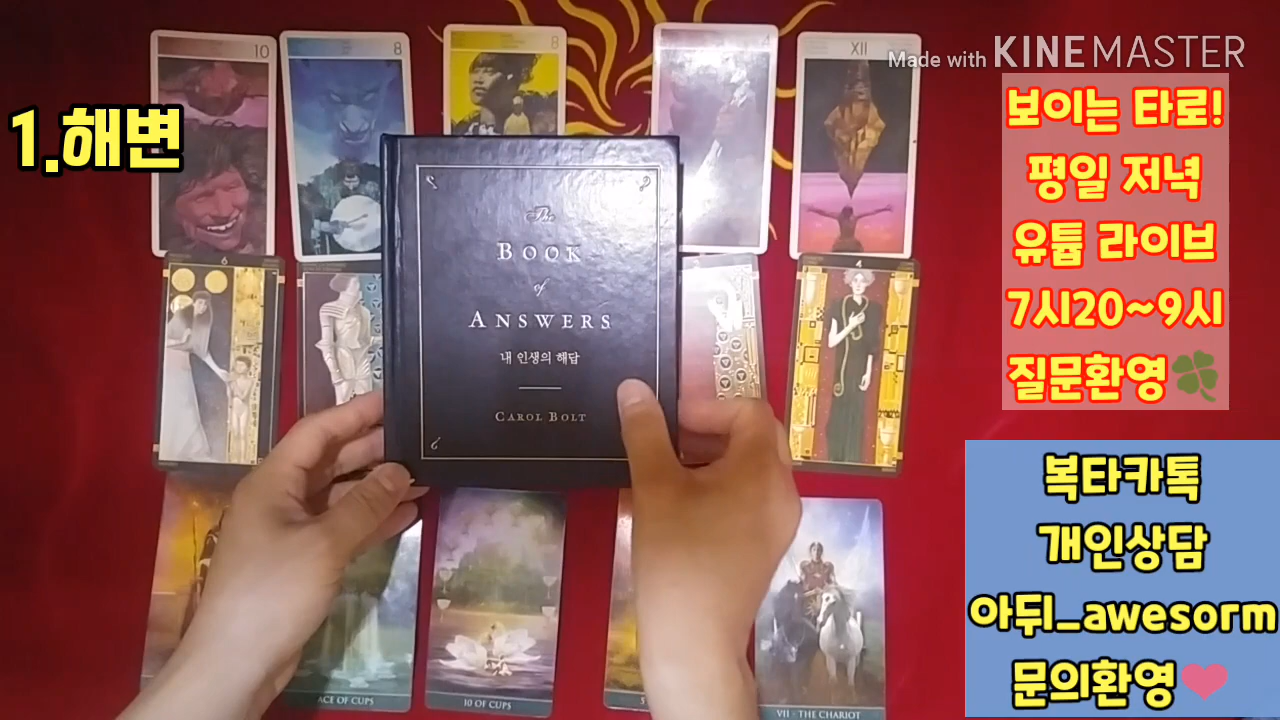 10
8
8
4
XII
Made with KINEMASTER
1.해변
보이는 타로!
평일 저녁
유튭 라이브
7시20~9시
질문환영🍀
The
BOOK
of
ANSWERS
내 인생의 해답
CAROL BOLT
6
4
복타카톡
개인상담
아뒤_awesorm
문의환영❤
ACE OF CUPS
10 OF CUPS
5
VII - THE CHARIOT